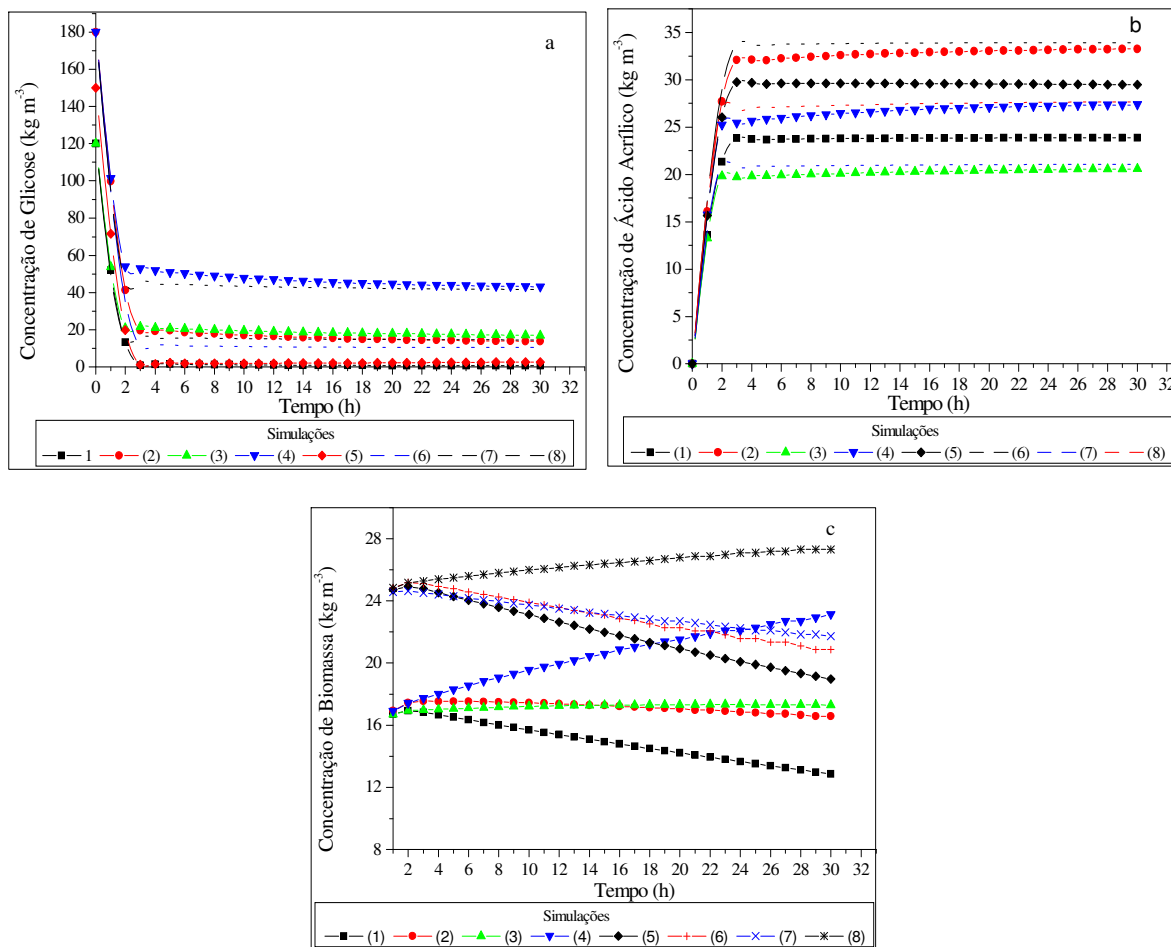 a
Concentração de Glicose (kg m-3)
180
160
140
120
100
80
60
40
20
0
0 2 4 6 8 10 12 14 16 18 20 22 24 26 28 30 32
Tempo (h)
Simulações
1 (2) (3) (4) (5) (6) (7) (8)
b
Concentração de Ácido Acrílico (kg m-3)
35
30
25
20
15
10
5
0
0 2 4 6 8 10 12 14 16 18 20 22 24 26 28 30 32
Tempo (h)
Simulações
(1) (2) (3) (4) (5) (6) (7) (8)
c
Concentração de Biomassa (kg m-3)
28
24
20
16
12
8
2 4 6 8 10 12 14 16 18 20 22 24 26 28 30 32
Tempo (h)
Simulações
(1) (2) (3) (4) (5) (6) (7) (8)